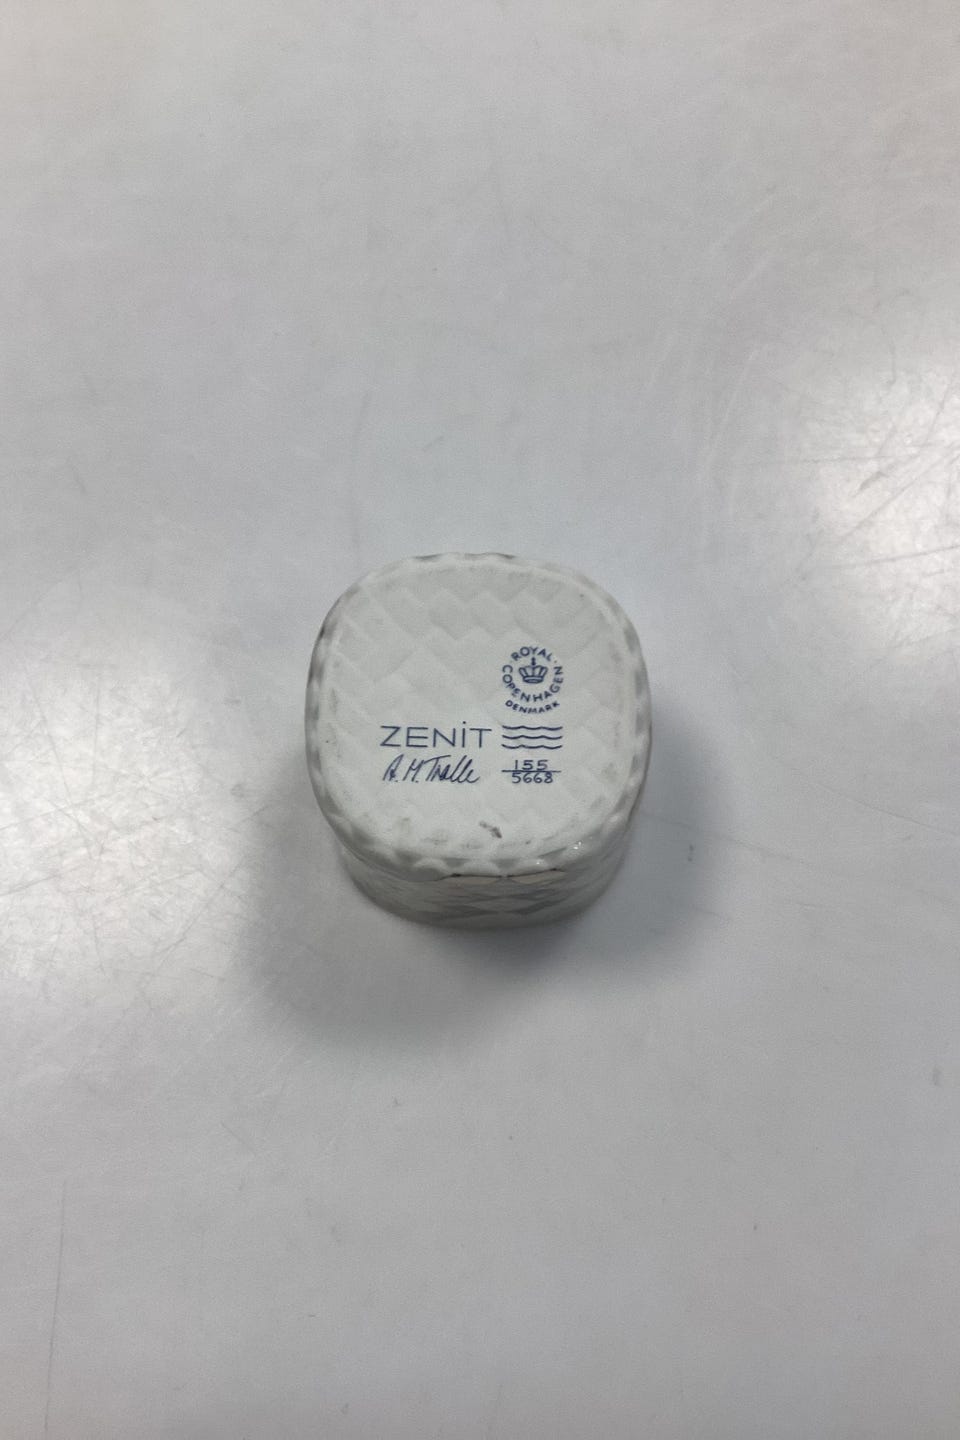 ROYAL
COPENHAGEN
DENMARK
ZENiT
A.M. Trolle
155
5668